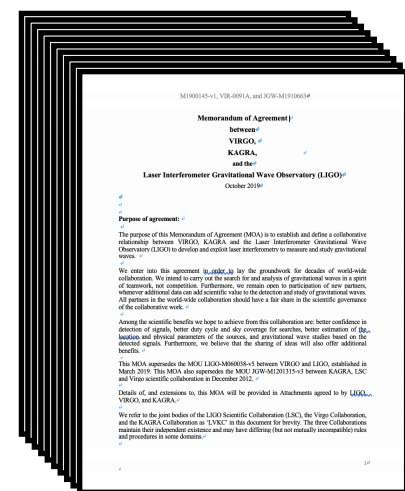 M1900145-v1, VIR-0091A, and JGW-M1910663
Memorandum of Agreement
between
VIRGO,
KAGRA,
and the
Laser Interferometer Gravitational Wave Observatory (LIGO)
October 2019
Purpose of agreement:
The purpose of this Memorandum of Agreement (MOA) is to establish and define a collaborative
relationship between VIRGO, KAGRA and the Laser Interferometer Gravitational Wave
Observatory (LIGO) to develop and exploit laser interferometry to measure and study gravitational
waves.
We enter into this agreement in order to lay the groundwork for decades of world-wide
collaboration. We intend to carry out the search for and analysis of gravitational waves in a spirit
of teamwork, not competition. Furthermore, we remain open to participation of new partners,
whenever additional data can add scientific value to the detection and study of gravitational waves.
All partners in the world-wide collaboration should have a fair share in the scientific governance
of the collaborative work.
Among the scientific benefits we hope to achieve from this collaboration are: better confidence in
detection of signals, better duty cycle and sky coverage for searches, better estimation of the
location and physical parameters of the sources, and gravitational wave studies based on the
detected signals. Furthermore, we believe that the sharing of ideas will also offer additional
benefits.
This MOA supersedes the MOU LIGO-M060038-v5 between VIRGO and LIGO, established in
March 2019. This MOA also supersedes the MOU JGW-M1201315-v3 between KAGRA, LSC
and Virgo scientific collaboration in December 2012.
Details of, and extensions to, this MOA will be provided in Attachments agreed to by LIGO,
VIRGO, and KAGRA.
We refer to the joint bodies of the LIGO Scientific Collaboration (LSC), the Virgo Collaboration,
and the KAGRA Collaboration as 'LVKC' in this document for brevity. The three Collaborations
maintain their independent existence and may have differing (but not mutually incompatible) rules
and procedures in some domains.
1